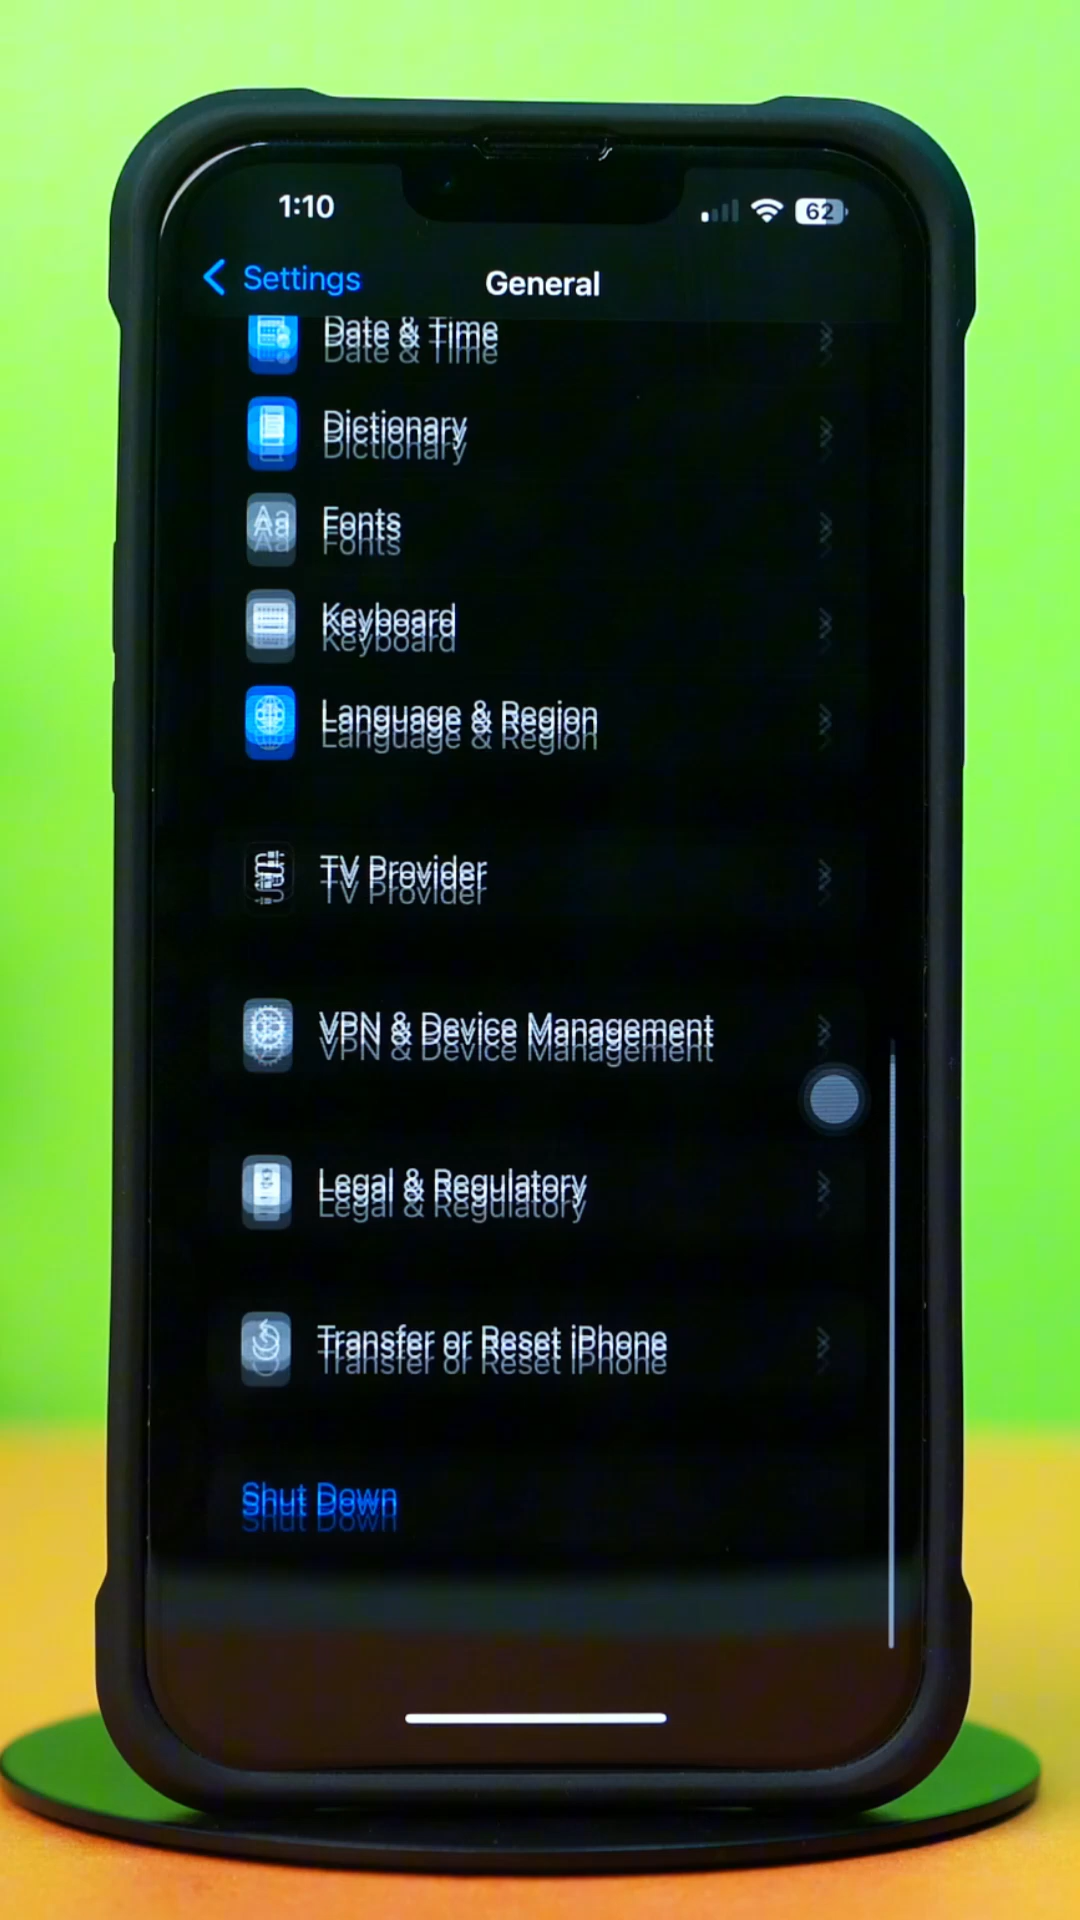 1:10
62
Settings
General
Date & Time
Dictionary
Aa
Fonts
Keyboard
Language & Region
TV Provider
VPN & Device Management
Legal & Regulatory
Transfer or Reset iPhone
Shut Down